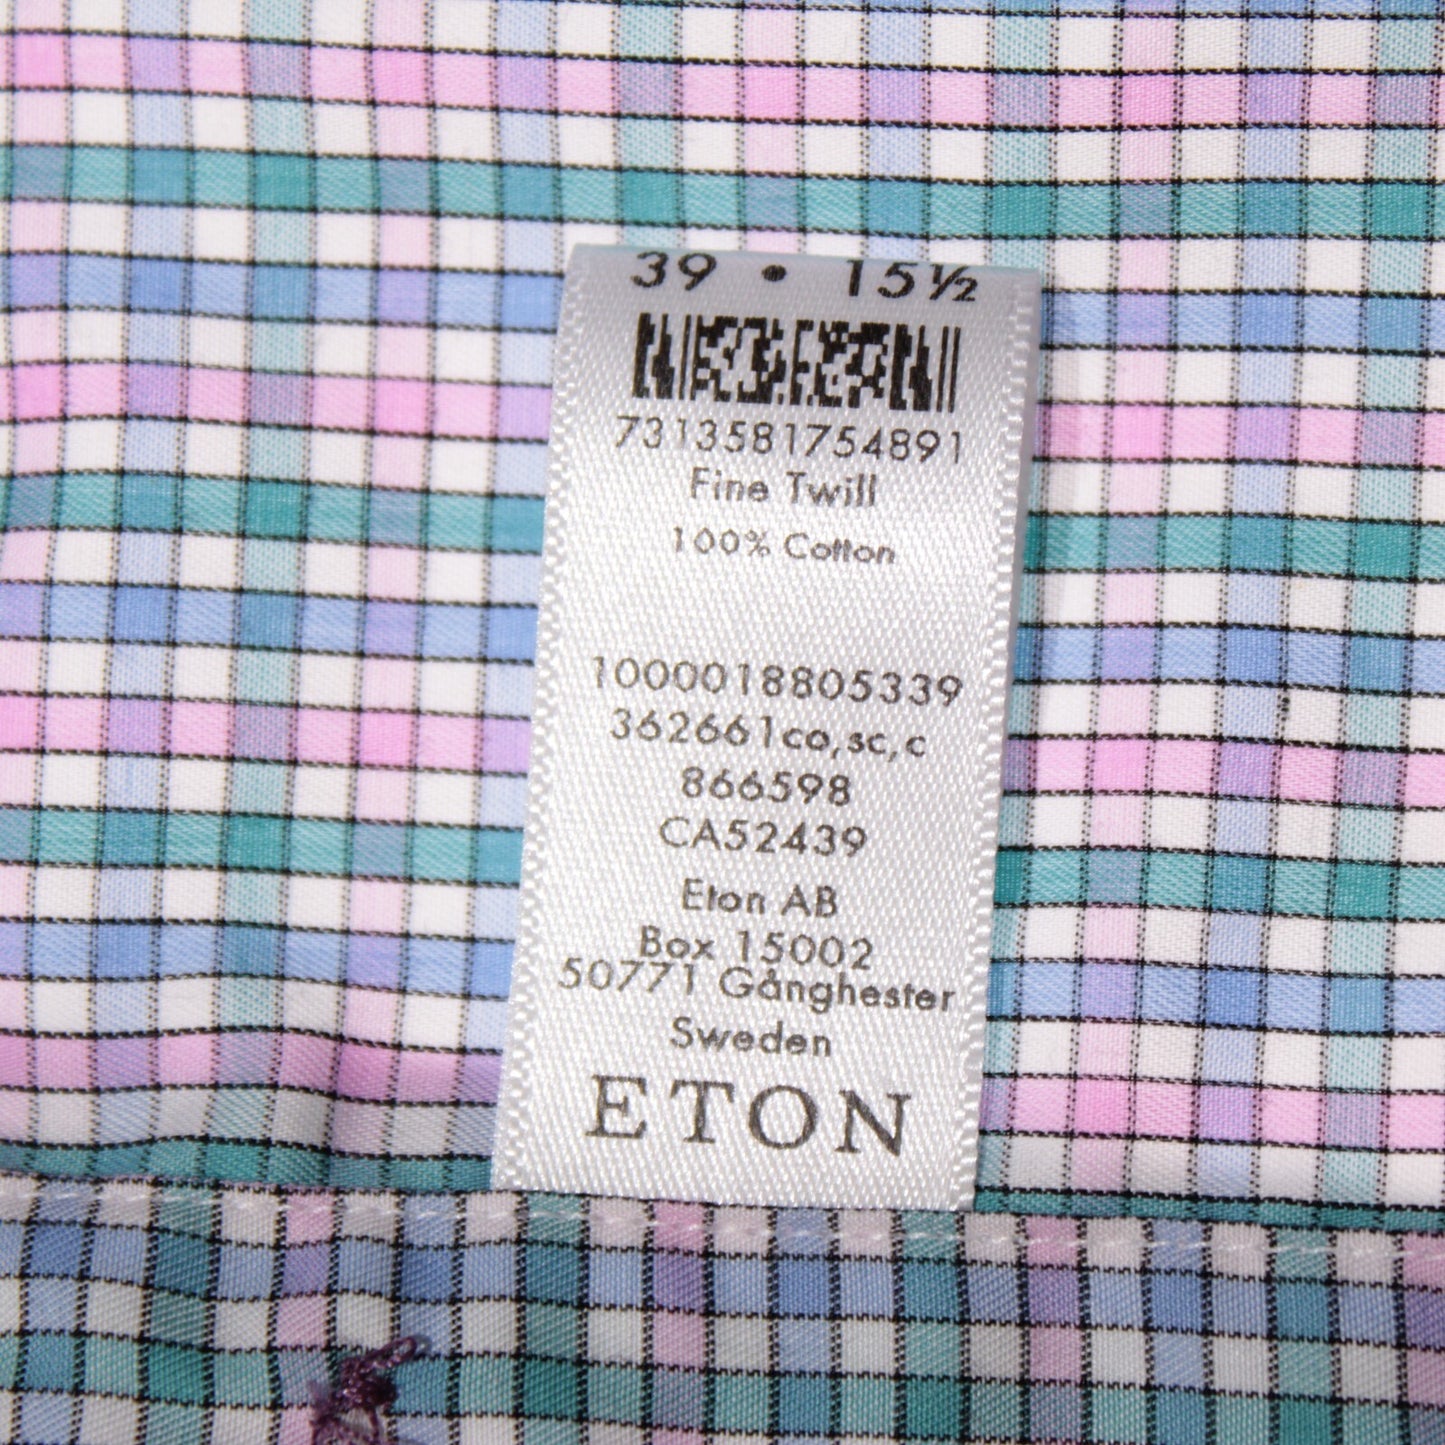 39 • 15½
7313581754891
Fine Twill
100% Cotton
1000018805339
362661co,sc,c
866598
CA52439
Eton AB
Box 15002
50771 Gånghester
Sweden
ETON